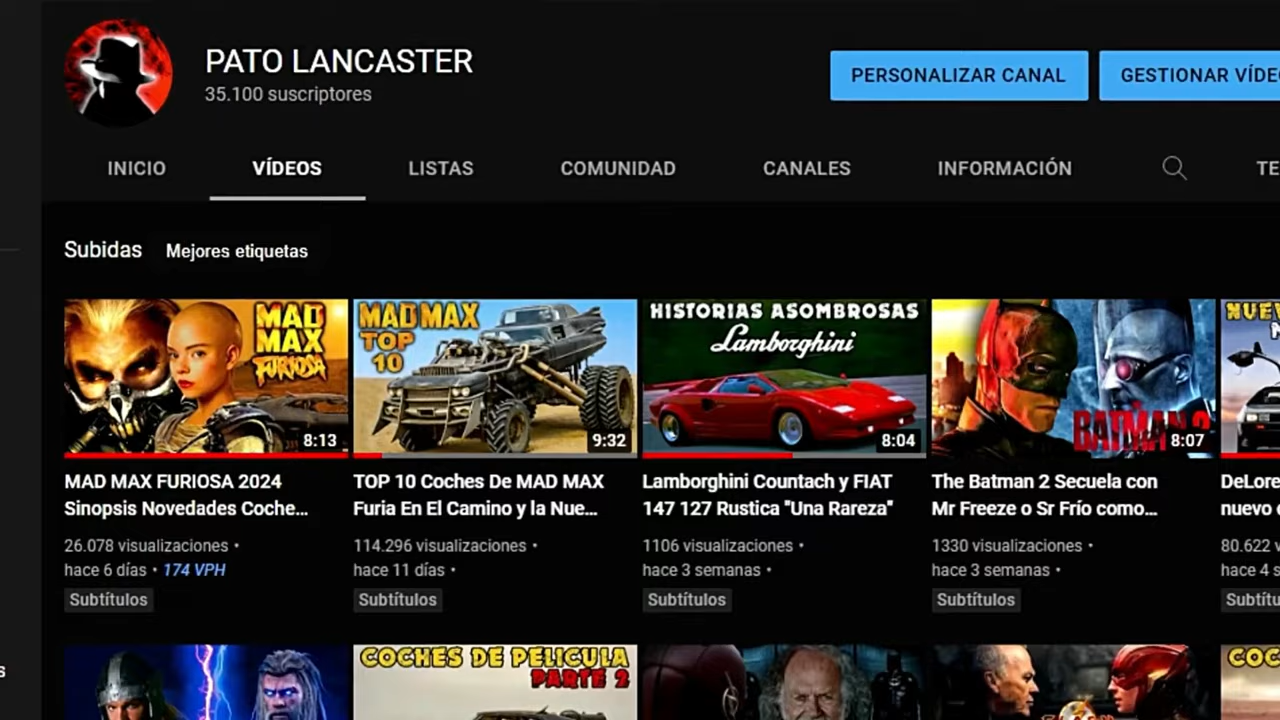 PATO LANCASTER
35.100 suscriptores
PERSONALIZAR CANAL
GESTIONAR
INICIO
VÍDEOS
LISTAS
COMUNIDAD
CANALES
INFORMACIÓN
Subidas
Mejores etiquetas
MAD
MAX
FURIOSA
8:13
MAD MAX
TOP
10
9:32
HISTORIAS ASOMBROSAS
Lamborghini
8:04
BATMAN 2
8:07
MAD MAX FURIOSA 2024
Sinopsis Novedades Coche...
26.078 visualizaciones •
hace 6 días • 174 VPH
Subtítulos
TOP 10 Coches De MAD MAX
Furia En El Camino y la Nue...
114.296 visualizaciones •
hace 11 días •
Subtítulos
Lamborghini Countach y FIAT
147 127 Rustica "Una Rareza"
1106 visualizaciones •
hace 3 semanas •
Subtítulos
The Batman 2 Secuela con
Mr Freeze o Sr Frío como...
1330 visualizaciones •
hace 3 semanas •
Subtítulos
nuevo
80.622
hace 4
COCHES DE PELICULA
PARTE 2